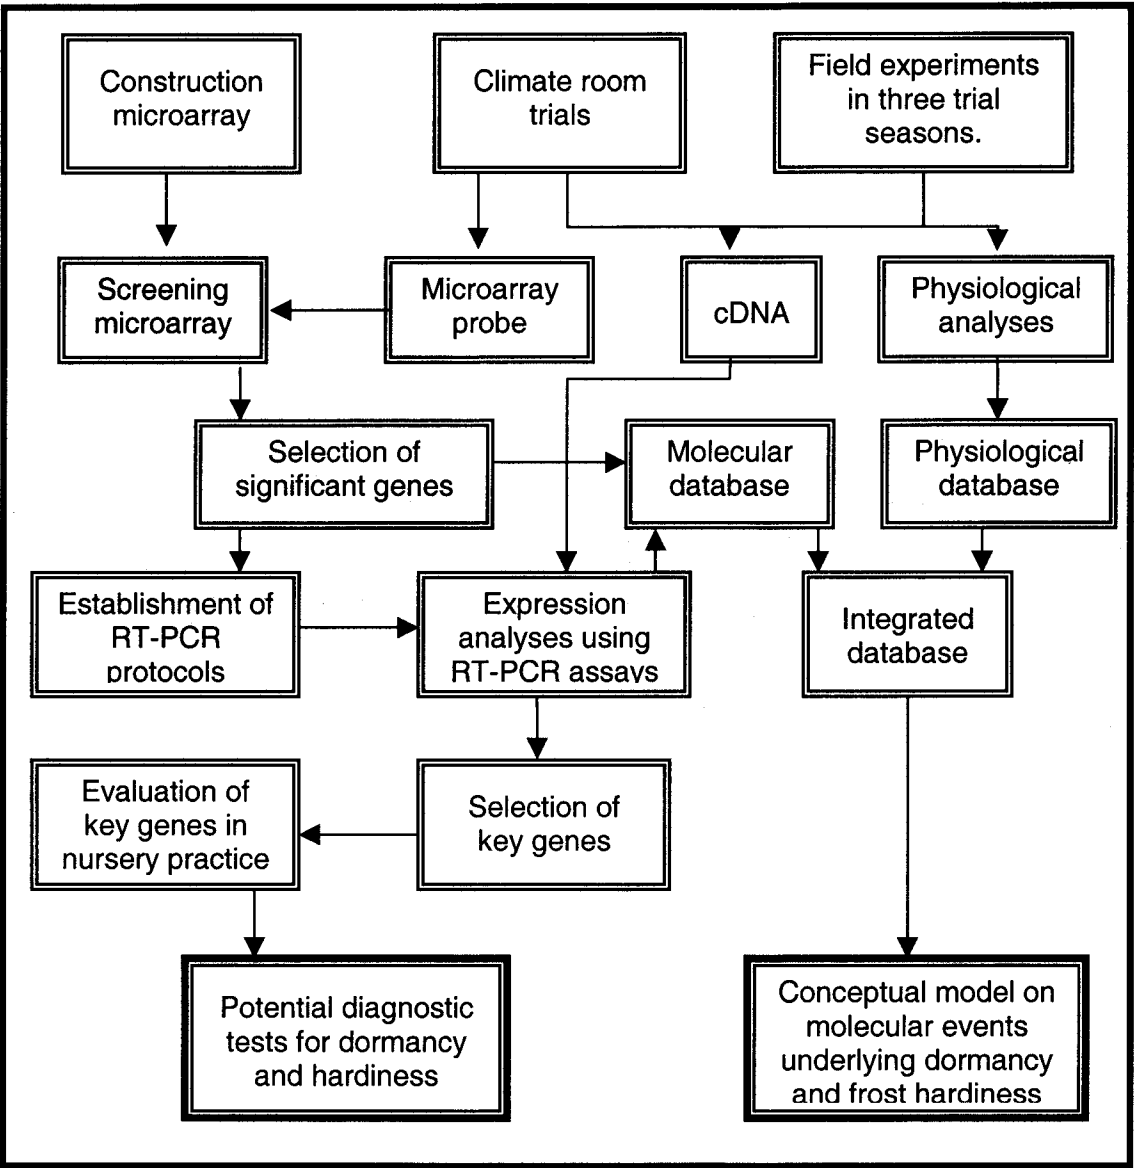 Construction
microarray
Climate room
trials
Field experiments
in three trial
seasons.
Screening
microarray
Microarray
probe
cDNA
Physiological
analyses
Selection of
significant genes
Molecular
database
Physiological
database
Establishment of
RT-PCR
protocols
Expression
analyses using
RT-PCR assays
Integrated
database
Evaluation of
key genes in
nursery practice
Selection of
key genes
Potential diagnostic
tests for dormancy
and hardiness
Conceptual model on
molecular events
underlying dormancy
and frost hardiness